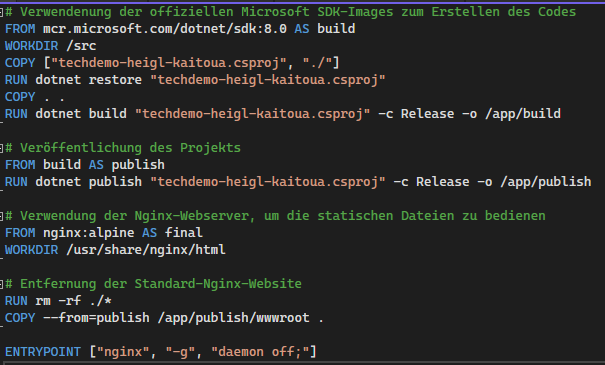 # Verwendenung der offiziellen Microsoft SDK-Images zum Erstellen des Codes
FROM mcr.microsoft.com/dotnet/sdk:8.0 AS build
WORKDIR /src
COPY ["techdemo-heigl-kaitoua.csproj", "./"]
RUN dotnet restore "techdemo-heigl-kaitoua.csproj"
COPY . .
RUN dotnet build "techdemo-heigl-kaitoua.csproj" -c Release -o /app/build
# Veröffentlichung des Projekts
FROM build AS publish
RUN dotnet publish "techdemo-heigl-kaitoua.csproj" -c Release -o /app/publish
# Verwendung der Nginx-Webserver, um die statischen Dateien zu bedienen
FROM nginx:alpine AS final
WORKDIR /usr/share/nginx/html
# Entfernung der Standard-Nginx-Website
RUN rm -rf ./*
COPY --from=publish /app/publish/wwwroot .
ENTRYPOINT ["nginx", "-g", "daemon off;"]